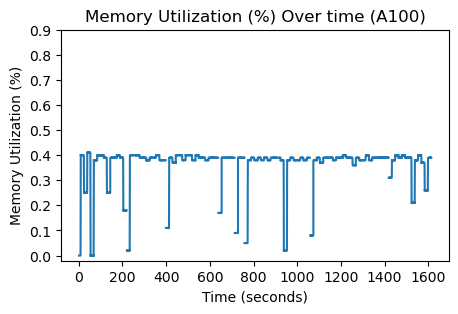 Memory Utilization (%) Over time (A100)
Memory Utilization (%)
0.9
0.8
0.7
0.6
0.5
0.4
0.3
0.2
0.1
0.0
0 200 400 600 800 1000 1200 1400 1600
Time (seconds)